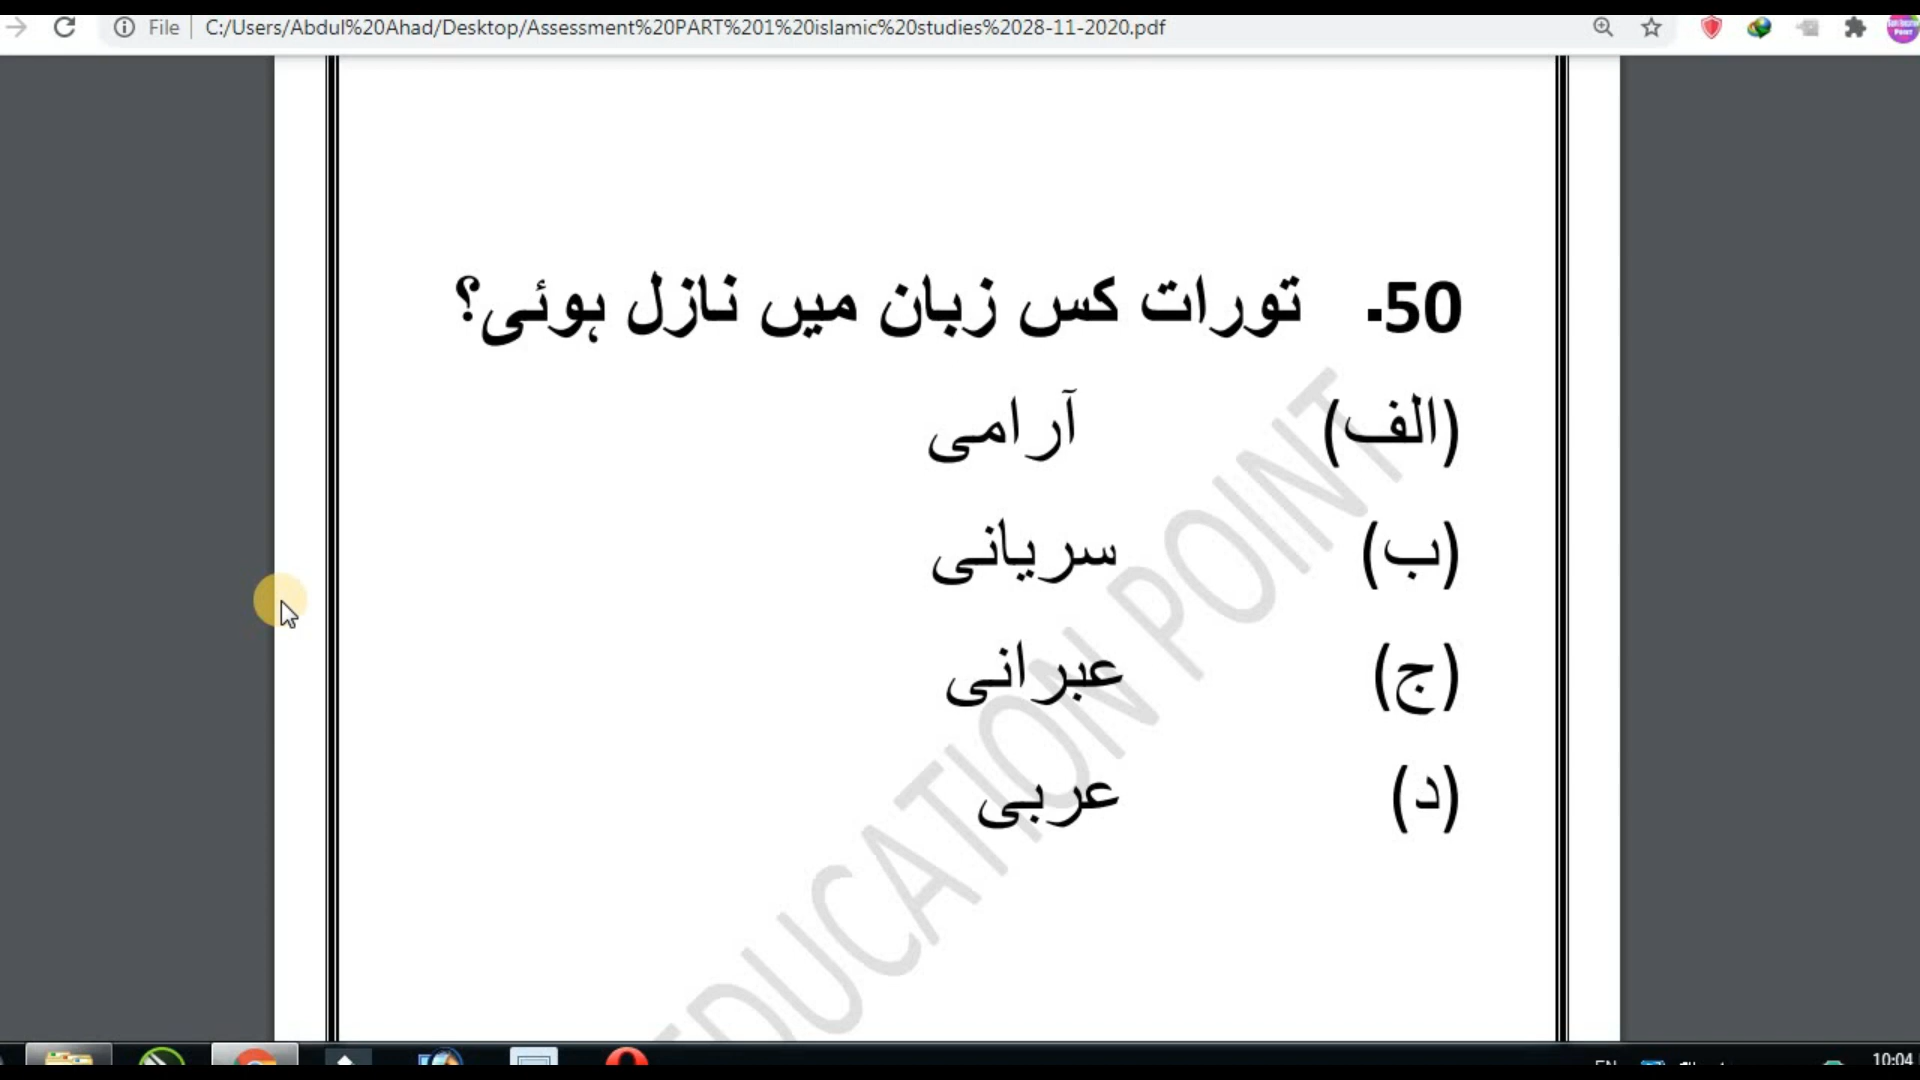 File C:/Users/Abdul%20Ahad/Desktop/Assessment%20PART%201%20islamic%20studies%2028-11-2020.pdf
50- تورات کس زبان میں نازل ہوئی؟
(الف) آرامی
(ب) سریانی
(ج) عبرانی
(د) عربی
EDUCATION POINT
10:04